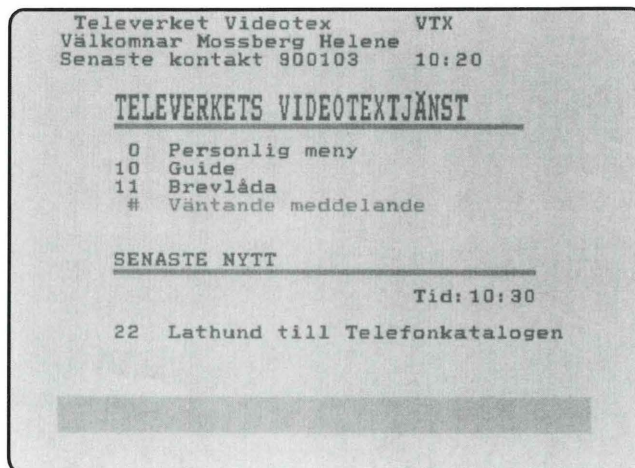 Televerket Videotex VTX
Välkomnar Mossberg Helene
Senaste kontakt 900103 10:20
TELEVERKETS VIDEOTEXTJÄNST
0 Personlig meny
10 Guide
11 Brevlåda
# Väntande meddelande
SENASTE NYTT
Tid: 10:30
22 Lathund till Telefonkatalogen